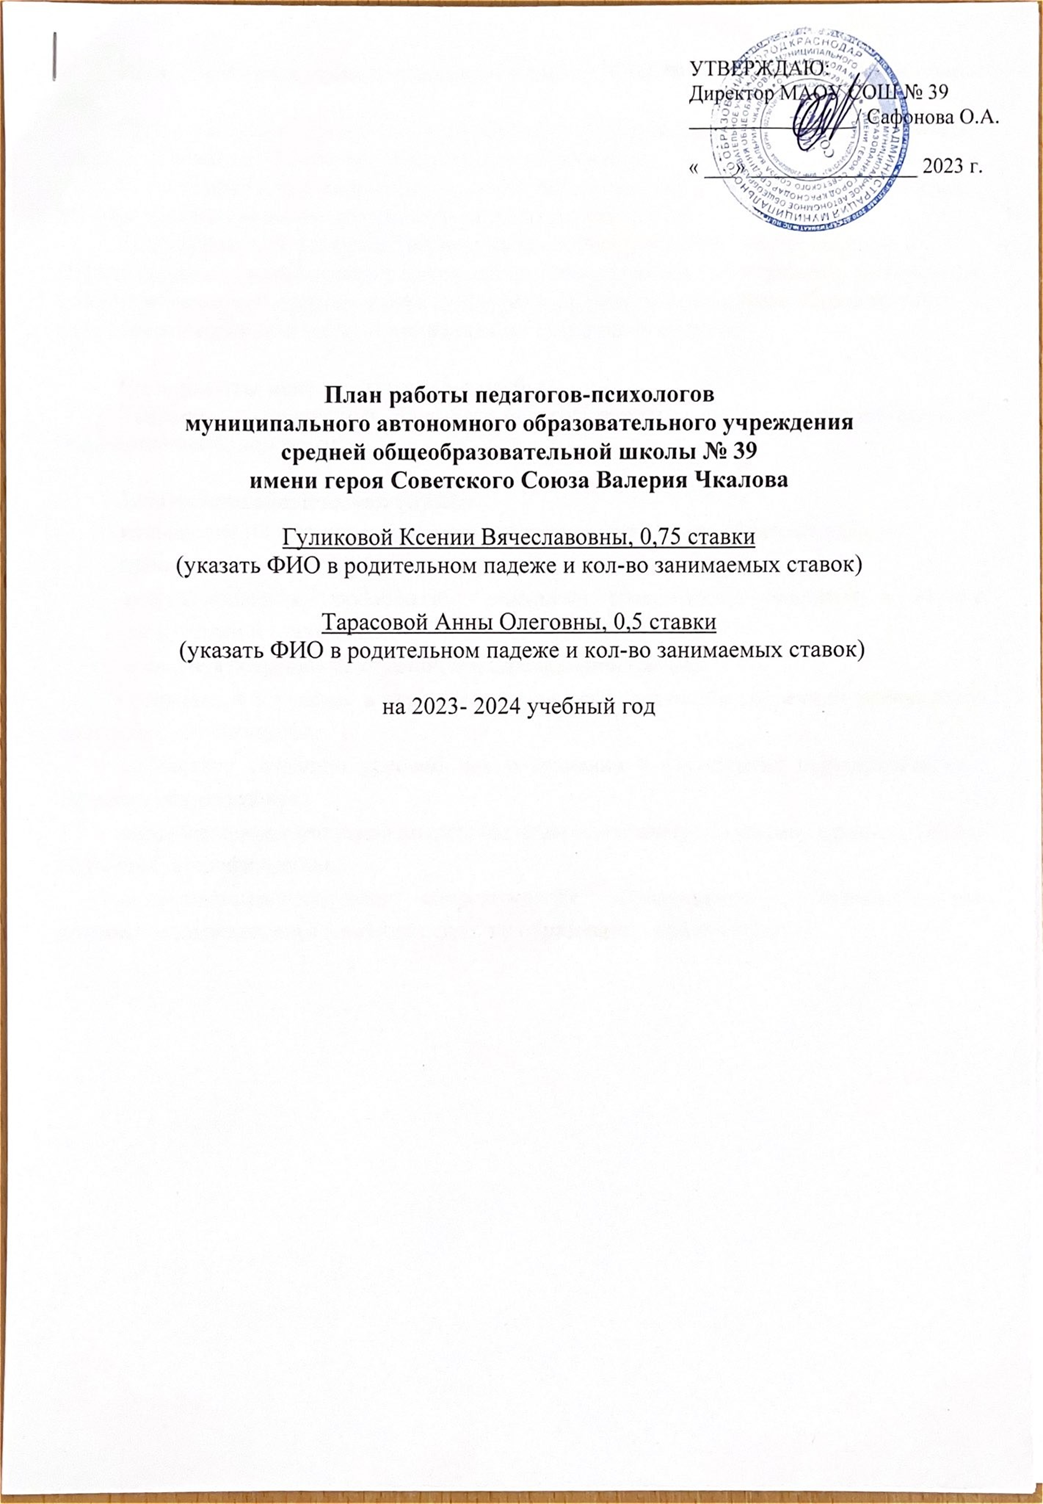 УТВЕРЖДАЮ:
Директор МАОУ СОШ № 39
________________/ Сафонова О.А.
« ___» ________________ 2023 г.
План работы педагогов-психологов
муниципального автономного образовательного учреждения
средней общеобразовательной школы № 39
имени героя Советского Союза Валерия Чкалова
Гуликовой Ксении Вячеславовны, 0,75 ставки
(указать ФИО в родительном падеже и кол-во занимаемых ставок)
Тарасовой Анны Олеговны, 0,5 ставки
(указать ФИО в родительном падеже и кол-во занимаемых ставок)
на 2023- 2024 учебный год